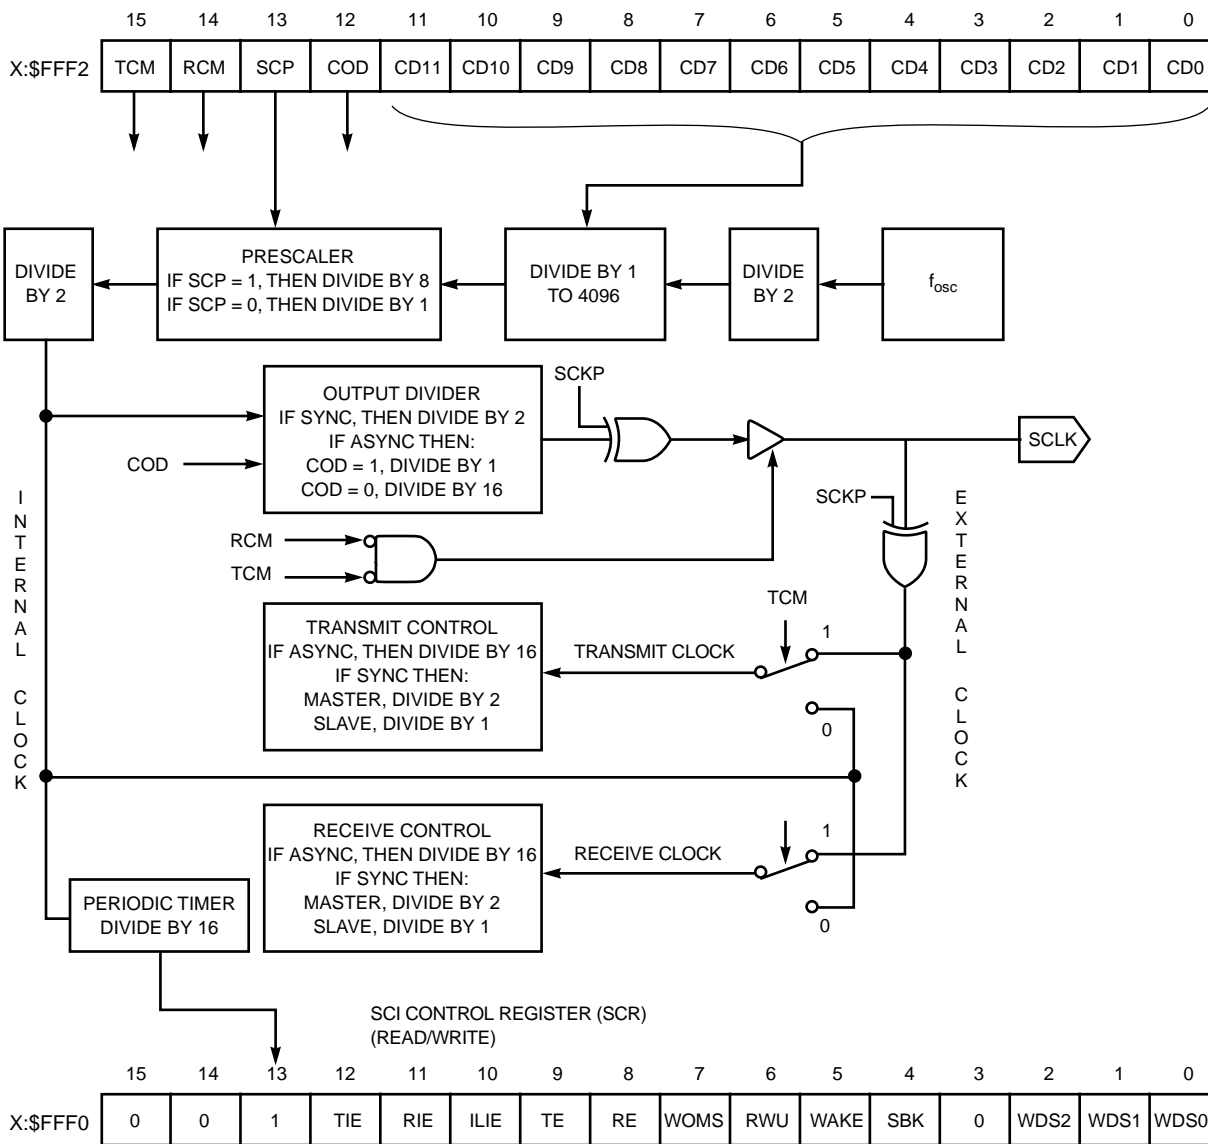 15 14 13 12 11 10 9 8 7 6 5 4 3 2 1 0
X:$FFF2 TCM RCM SCP COD CD11 CD10 CD9 CD8 CD7 CD6 CD5 CD4 CD3 CD2 CD1 CD0
DIVIDE
BY 2
PRESCALER
IF SCP = 1, THEN DIVIDE BY 8
IF SCP = 0, THEN DIVIDE BY 1
DIVIDE BY 1
TO 4096
DIVIDE
BY 2
fosc
OUTPUT DIVIDER
IF SYNC, THEN DIVIDE BY 2
IF ASYNC THEN:
COD = 1, DIVIDE BY 1
COD = 0, DIVIDE BY 16
COD
SCKP
SCLK
SCKP
INTERNAL CLOCK
EXTERNAL CLOCK
RCM
TCM
TRANSMIT CONTROL
IF ASYNC, THEN DIVIDE BY 16
IF SYNC THEN:
MASTER, DIVIDE BY 2
SLAVE, DIVIDE BY 1
TRANSMIT CLOCK
TCM
1
0
RECEIVE CONTROL
IF ASYNC, THEN DIVIDE BY 16
IF SYNC THEN:
MASTER, DIVIDE BY 2
SLAVE, DIVIDE BY 1
RECEIVE CLOCK
1
0
PERIODIC TIMER
DIVIDE BY 16
SCI CONTROL REGISTER (SCR)
(READ/WRITE)
15 14 13 12 11 10 9 8 7 6 5 4 3 2 1 0
X:$FFF0 0 0 1 TIE RIE ILIE TE RE WOMS RWU WAKE SBK 0 WDS2 WDS1 WDS0